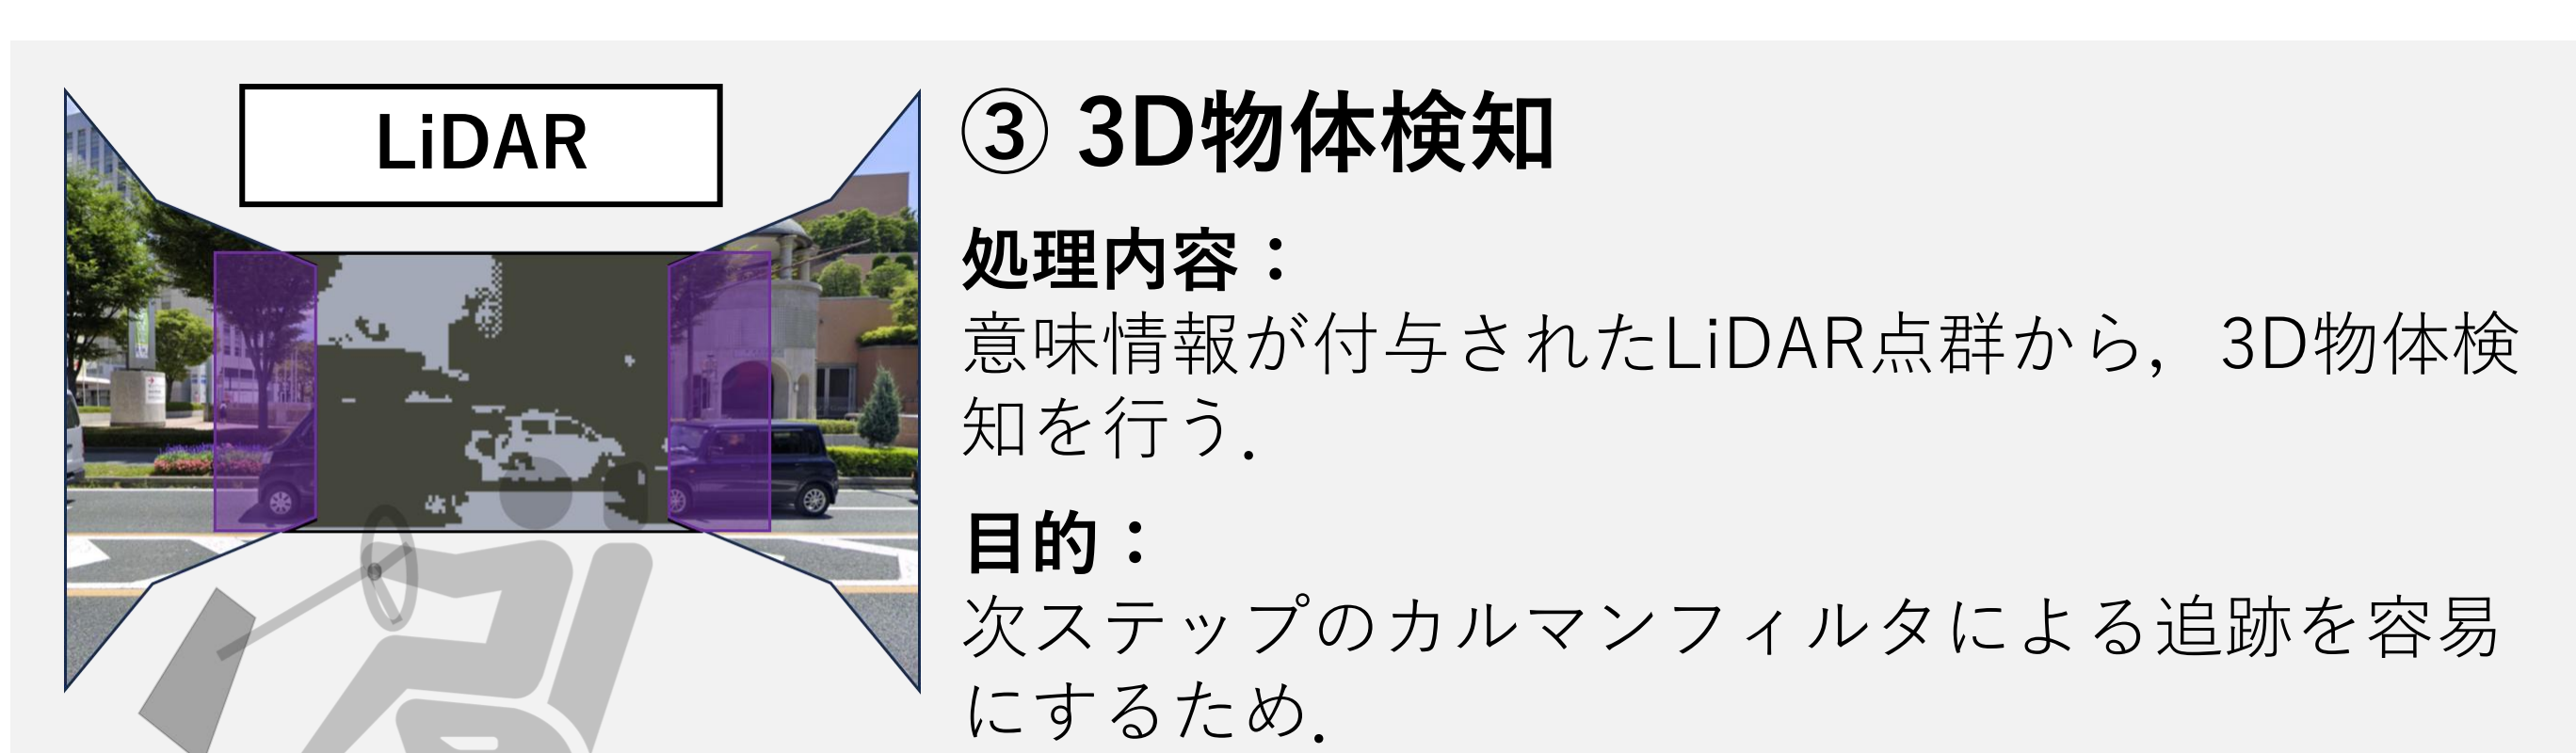 LiDAR
③ 3D物体検知
処理内容：
意味情報が付与されたLiDAR点群から，3D物体検
知を行う．
目的：
次ステップのカルマンフィルタによる追跡を容易
にするため．